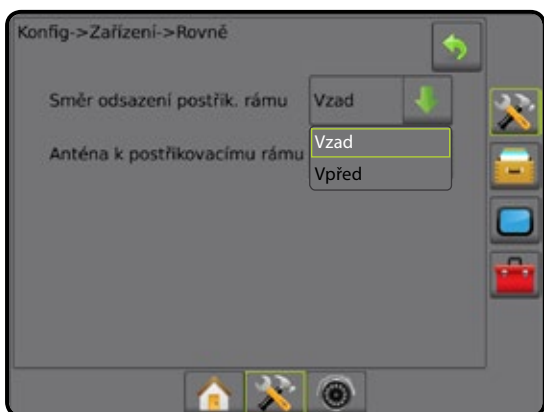 Konfig->Zařízení->Rovné
Směr odsazení postřik. rámu Vzad
Vzad
Anténa k postřikovacímu rámu
Vpřed